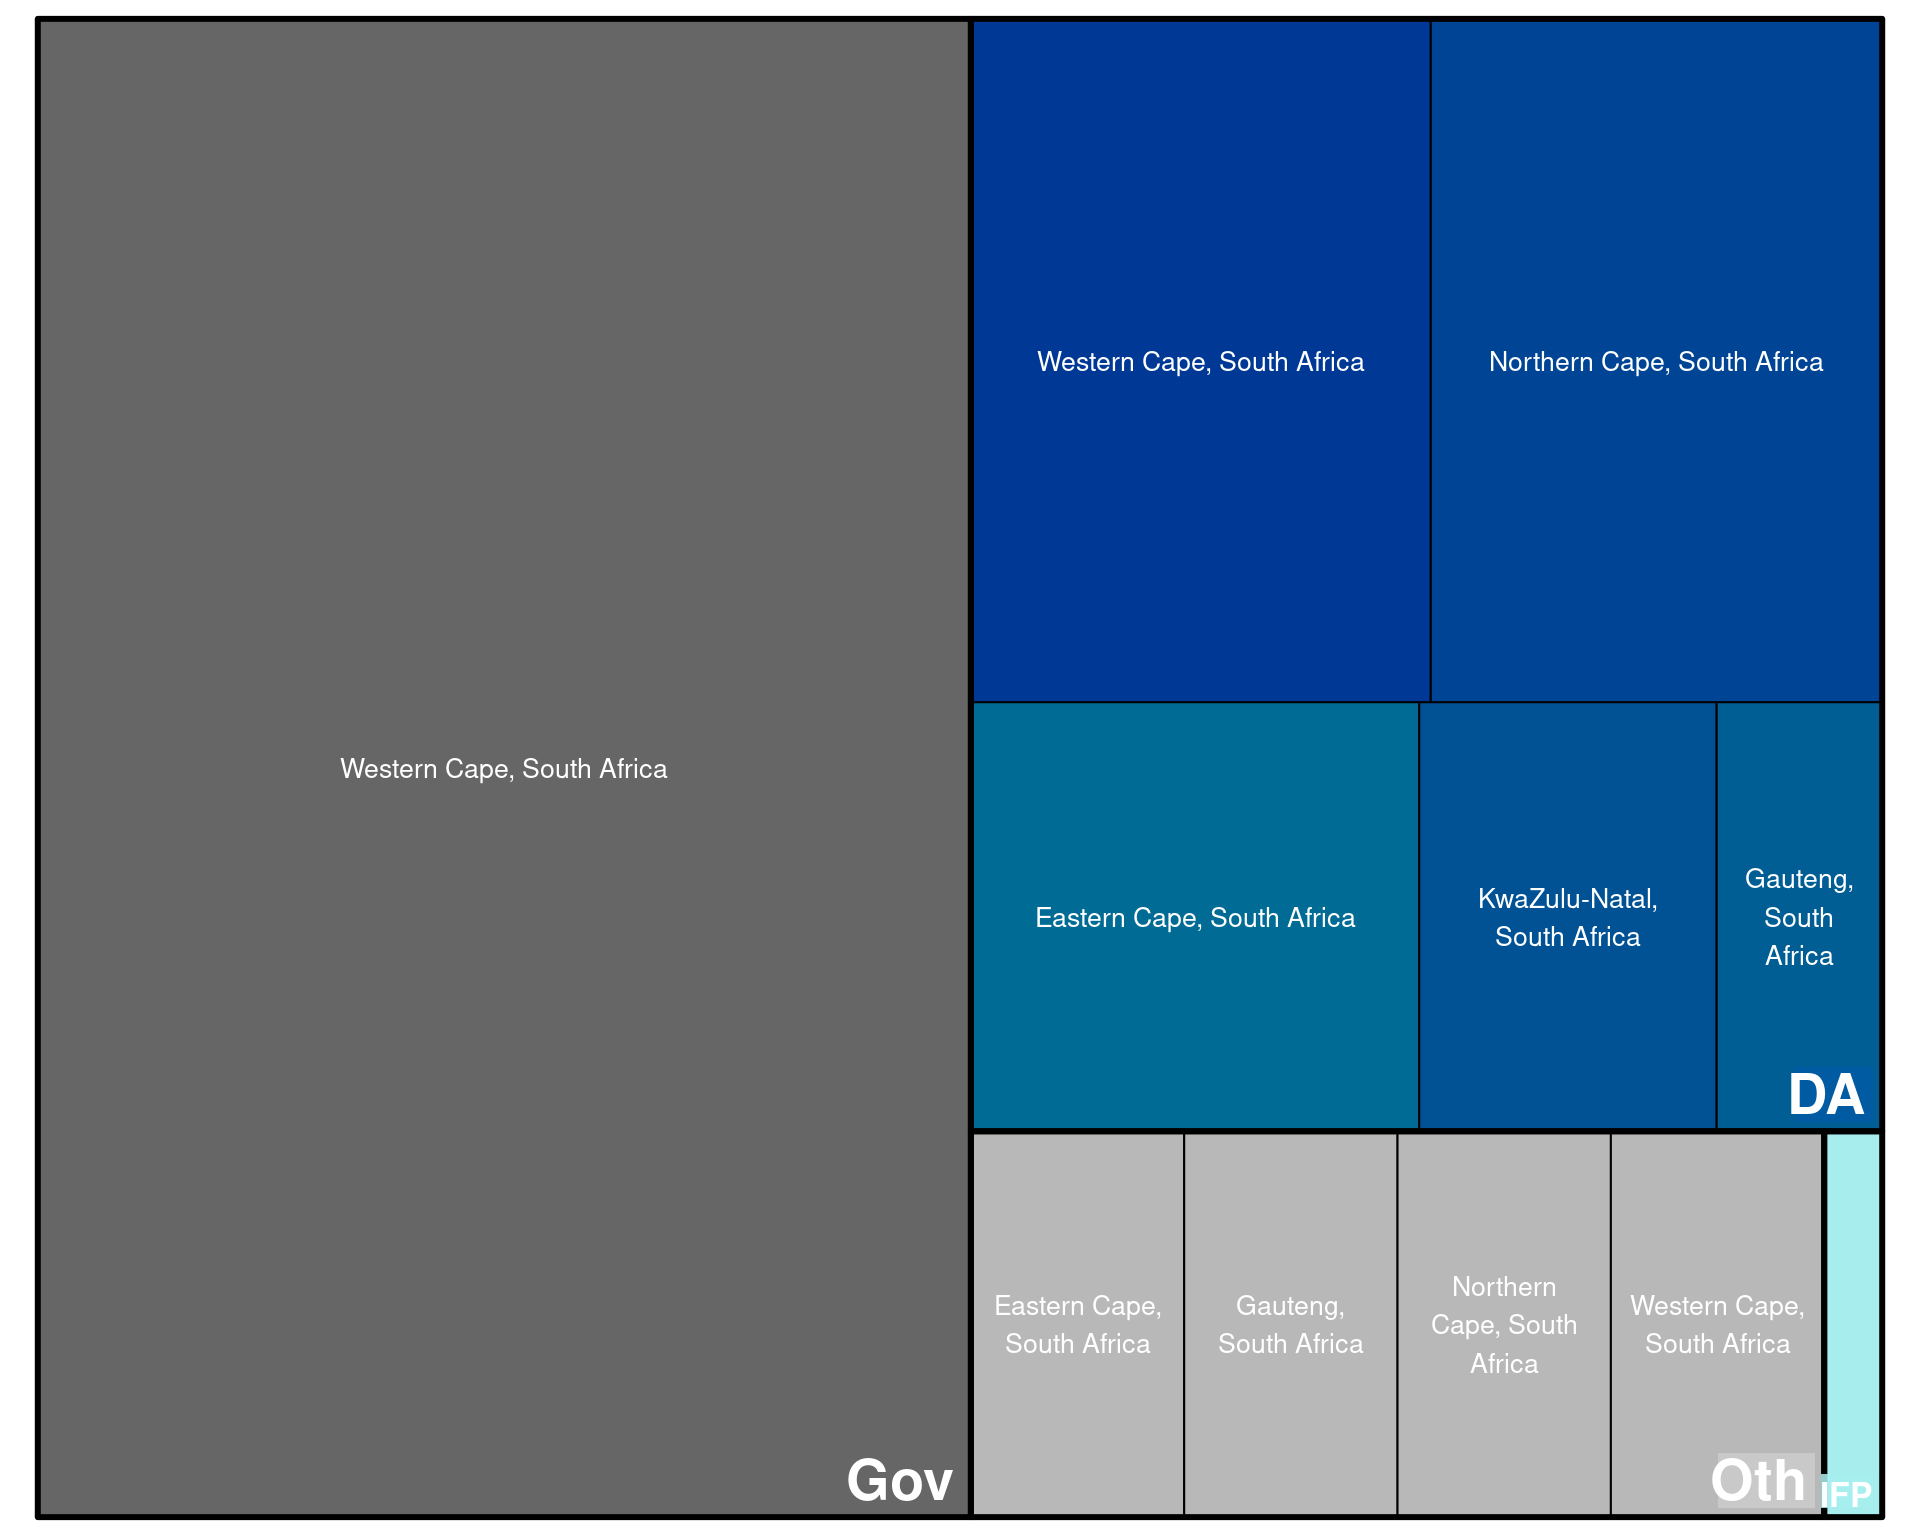 Western Cape, South Africa
Gov
Western Cape, South Africa
Northern Cape, South Africa
Eastern Cape, South Africa
KwaZulu-Natal,
South Africa
Gauteng,
South
Africa
DA
Eastern Cape,
South Africa
Gauteng,
South Africa
Northern
Cape, South
Africa
Western Cape,
South Africa
Oth
IFP